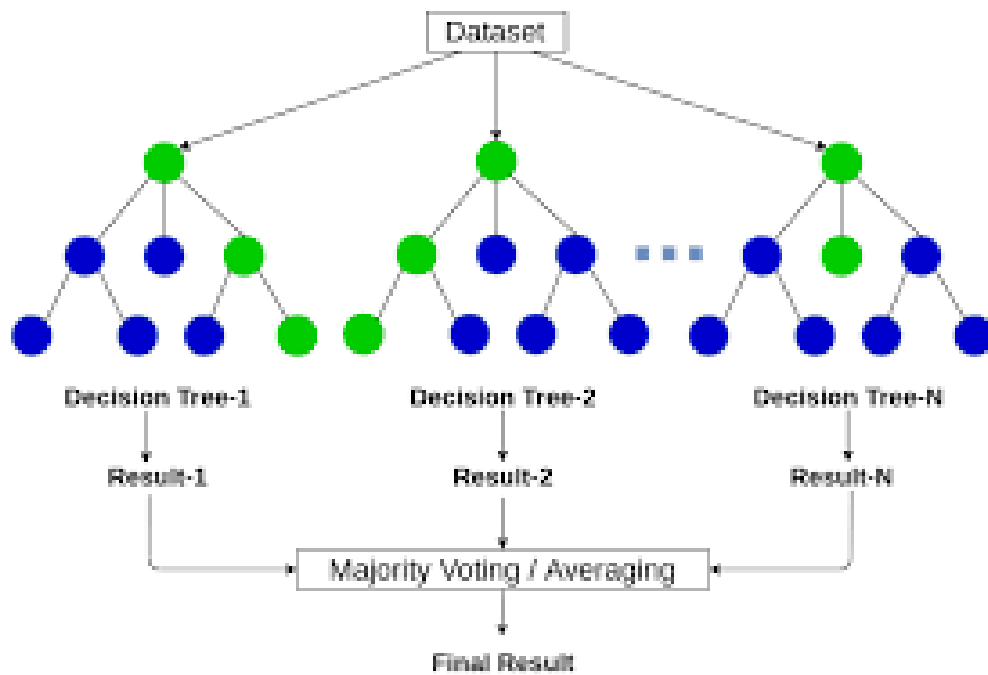 Dataset
Decision Tree-1
Decision Tree-2
Decision Tree-N
Result-1
Result-2
Result-N
Majority Voting / Averaging
Final Result